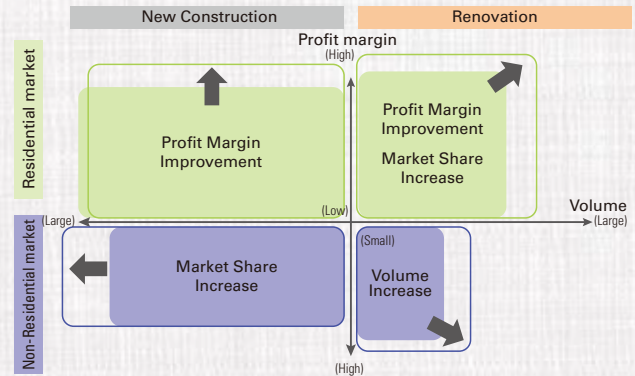 New Construction
Renovation
Profit margin
(High)
Residential market
Profit Margin
Improvement
Profit Margin
Improvement
Market Share
Increase
(Low)
Volume
(Large)
(Large)
Non-Residential market
(Small)
Market Share
Increase
Volume
Increase
(High)